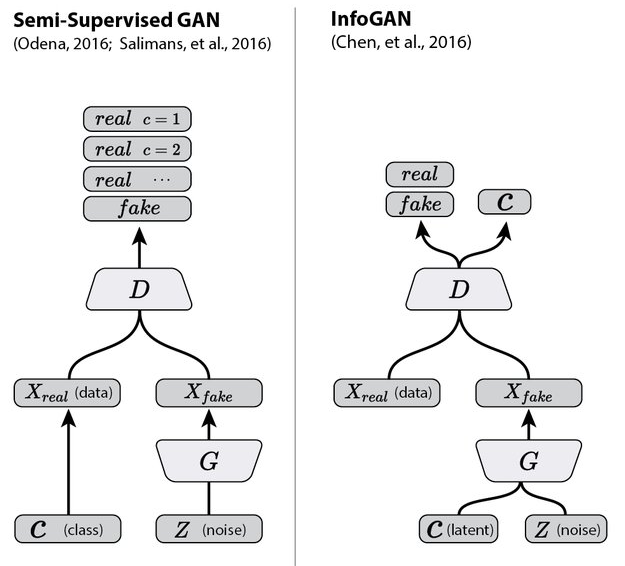 Semi-Supervised GAN
(Odena, 2016; Salimans, et al., 2016)
real c = 1
real c = 2
real ...
fake
D
X_real (data)
X_fake
G
C (class)
Z (noise)
InfoGAN
(Chen, et al., 2016)
real
fake
C
D
X_real (data)
X_fake
G
C (latent)
Z (noise)